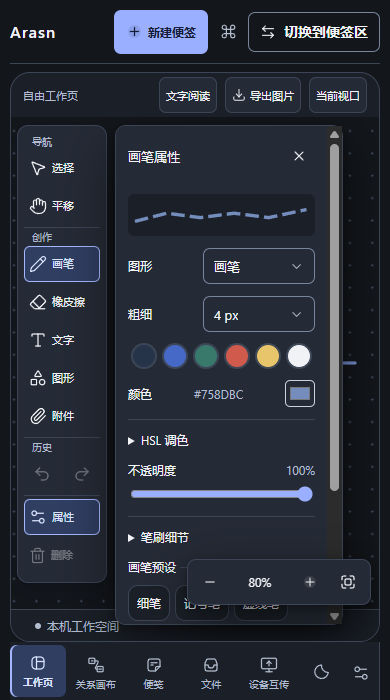 Arasn
新建便签
切换到便签区
自由工作页
文字阅读
导出图片
当前视口
导航
选择
平移
创作
画笔
橡皮擦
文字
图形
附件
历史
属性
删除
画笔属性
图形
画笔
粗细
4 px
颜色
#758DBC
HSL 调色
不透明度
100%
笔刷细节
画笔预设
细笔
80%
本机工作空间
工作页
关系画布
便笺
文件
设备互传